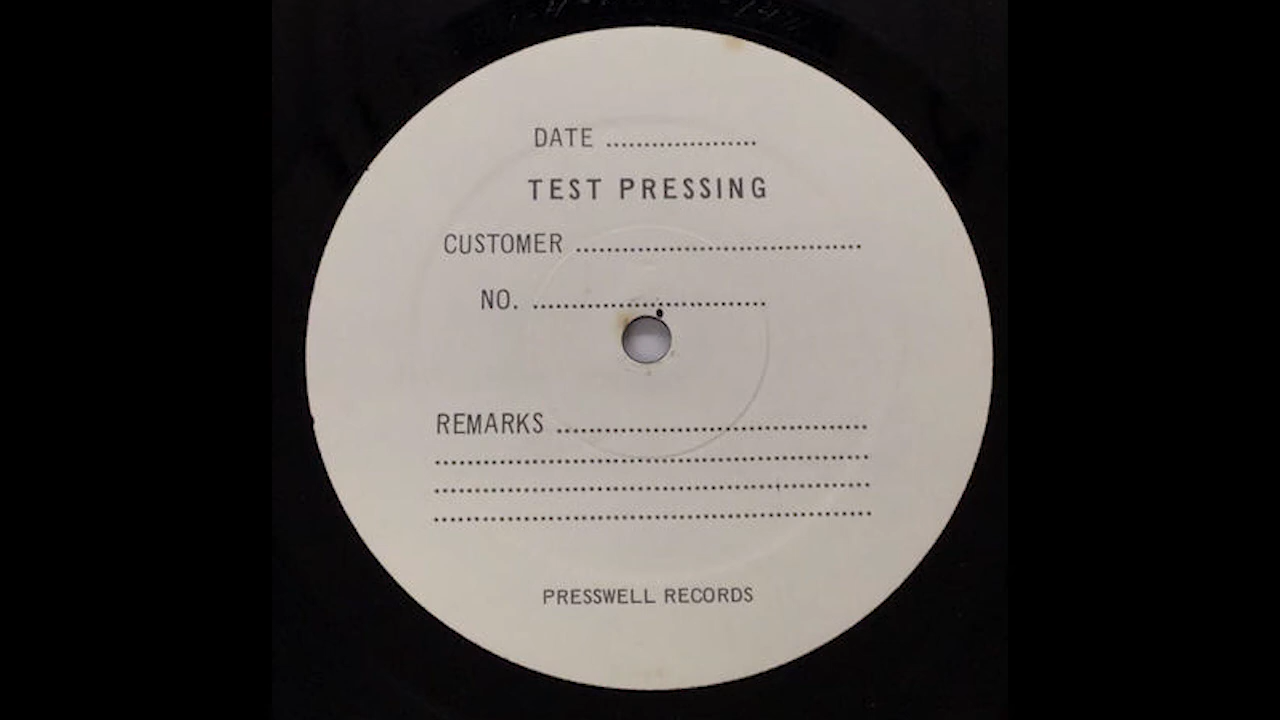 DATE ....................
TEST PRESSING
CUSTOMER ......................................
NO. ...............................
REMARKS .........................................
..........................................................
..........................................................
..........................................................
PRESSWELL RECORDS